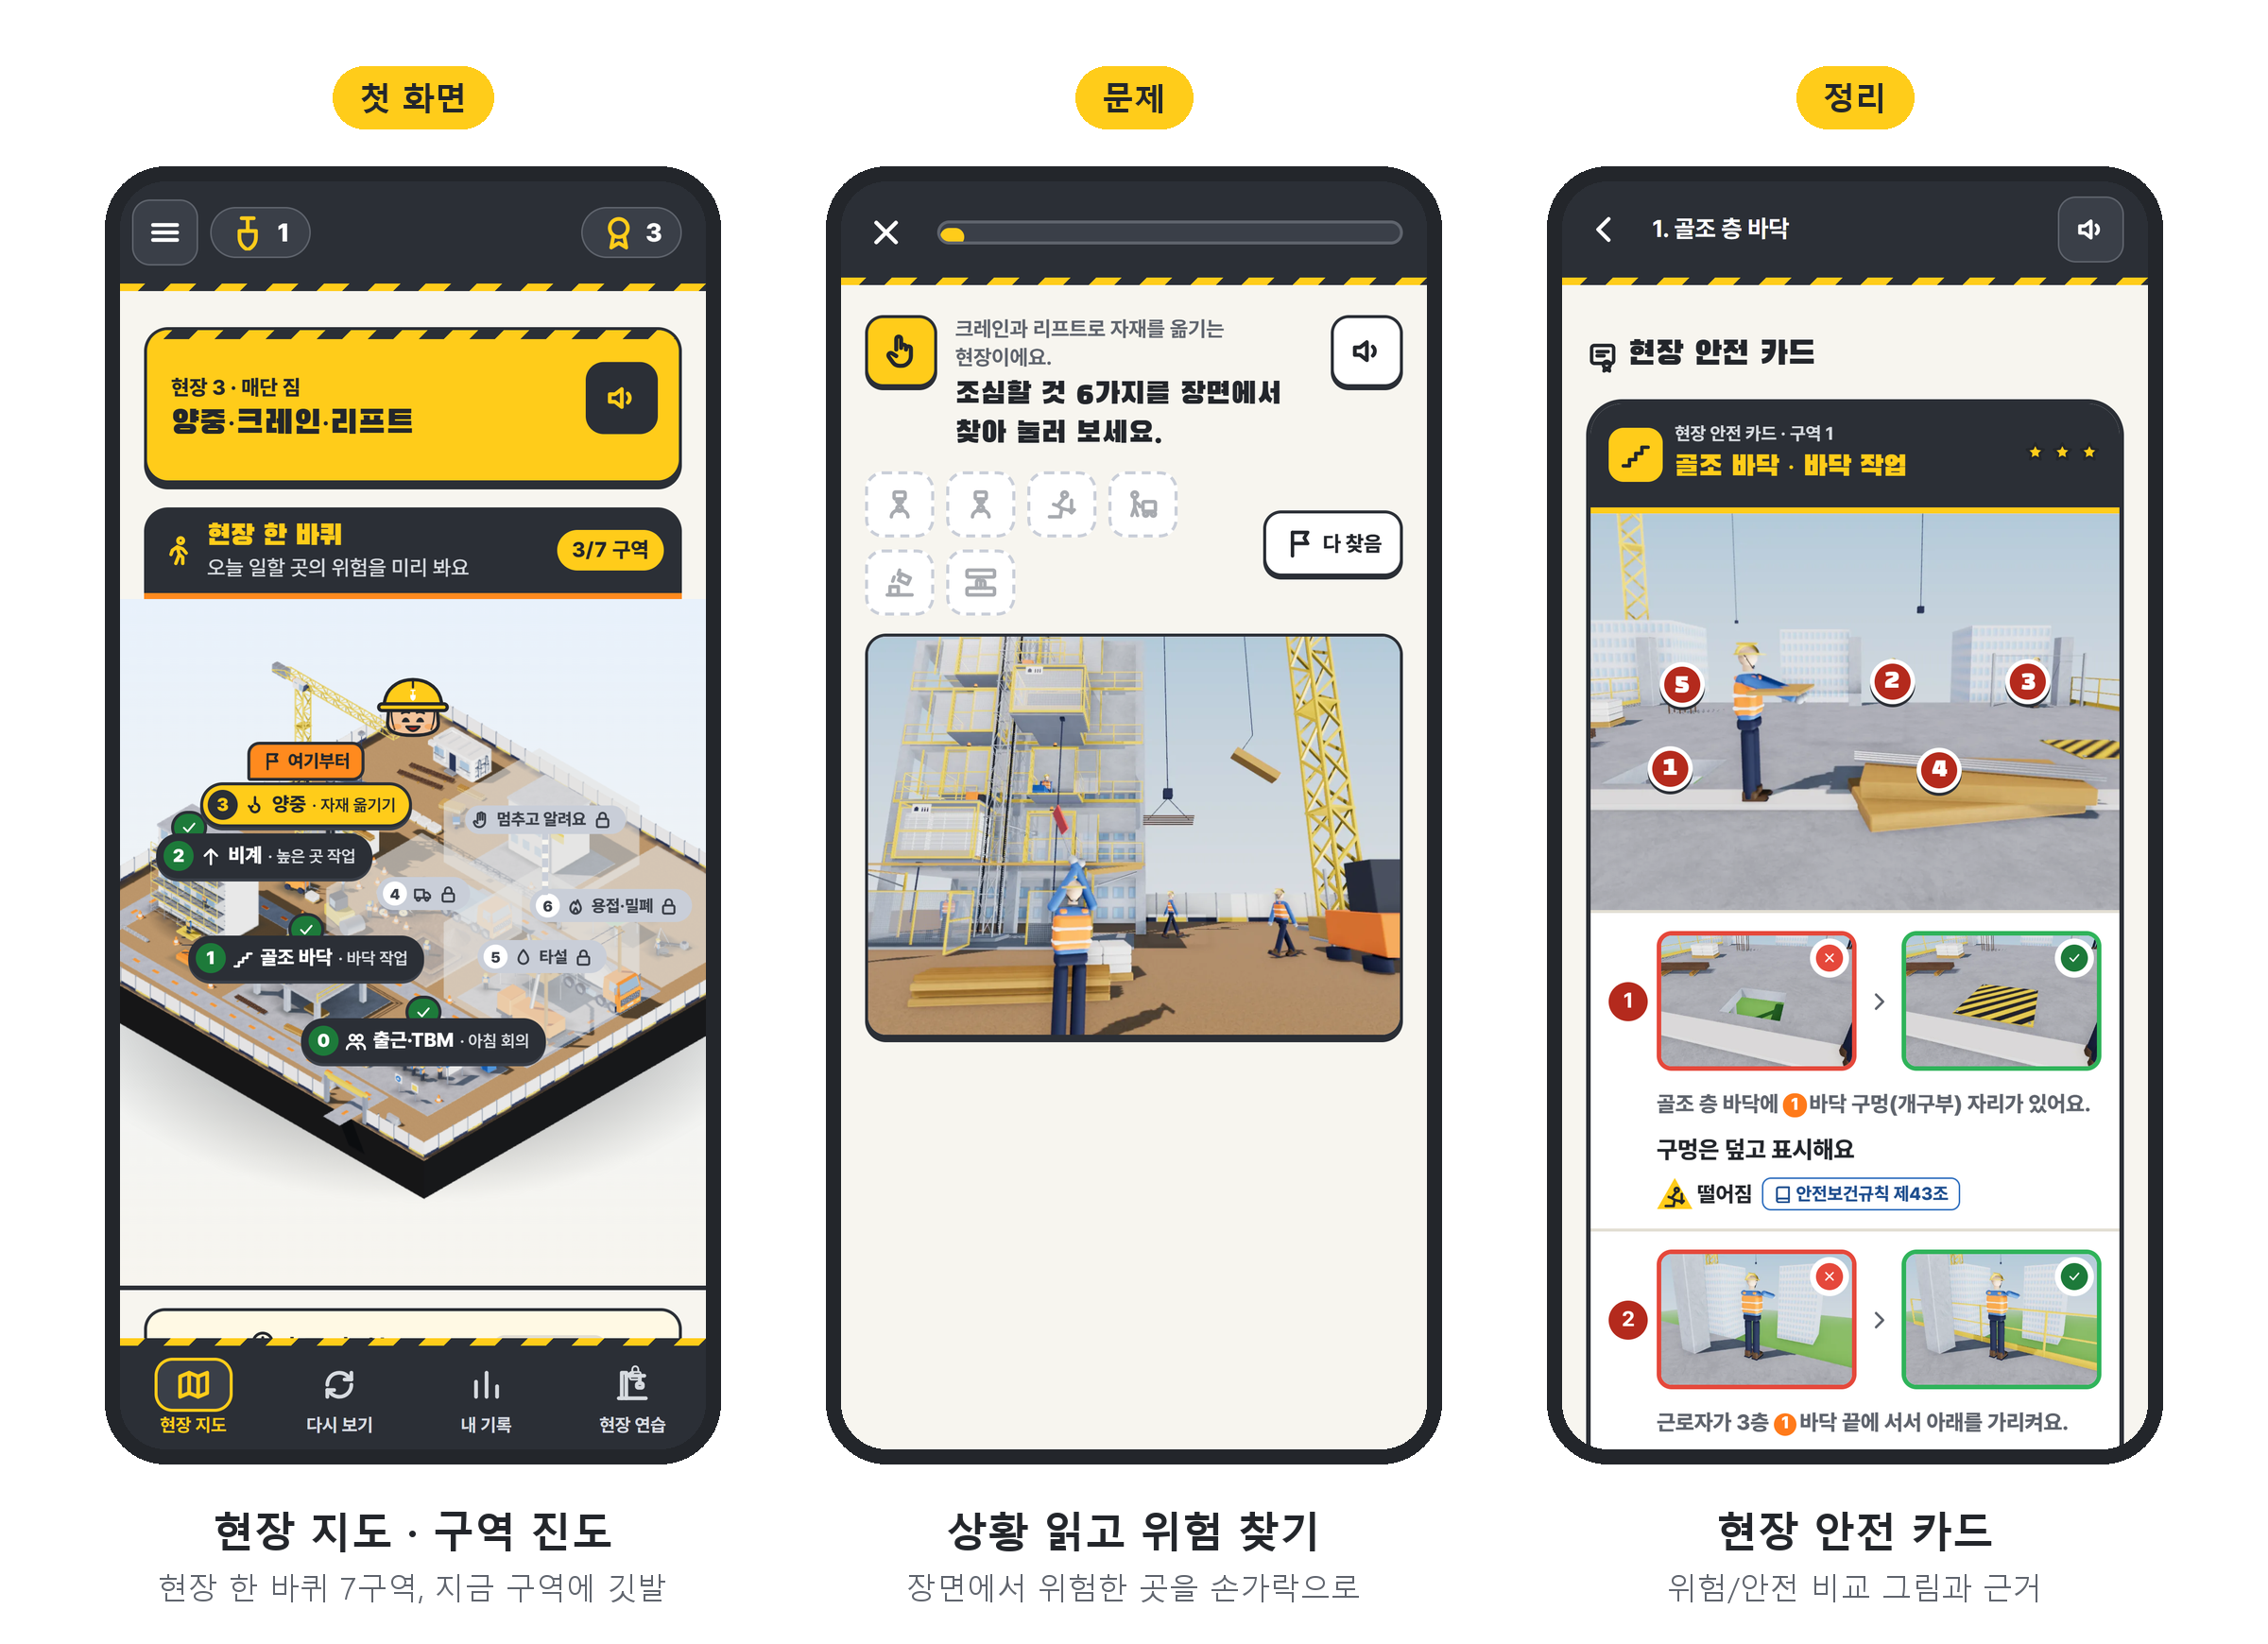 첫 화면
1
3
현장 3 · 매단 짐
양중·크레인·리프트
현장 한 바퀴
오늘 일할 곳의 위험을 미리 봐요
3/7 구역
여기부터
3 양중 · 자재 옮기기
멈추고 알려요
2 비계 · 높은 곳 작업
4
6 용접·밀폐
1 골조 바닥 · 바닥 작업
5 타설
0 출근·TBM · 아침 회의
현장 지도
다시 보기
내 기록
현장 연습
현장 지도 · 구역 진도
현장 한 바퀴 7구역, 지금 구역에 깃발
문제
크레인과 리프트로 자재를 옮기는
현장이에요.
조심할 것 6가지를 장면에서
찾아 눌러 보세요.
다 찾음
상황 읽고 위험 찾기
장면에서 위험한 곳을 손가락으로
정리
1. 골조 층 바닥
현장 안전 카드
현장 안전 카드 · 구역 1
골조 바닥 · 바닥 작업
5
2
3
1
4
1
골조 층 바닥에 1 바닥 구멍(개구부) 자리가 있어요.
구멍은 덮고 표시해요
떨어짐
안전보건규칙 제43조
2
근로자가 3층 1 바닥 끝에 서서 아래를 가리켜요.
현장 안전 카드
위험/안전 비교 그림과 근거